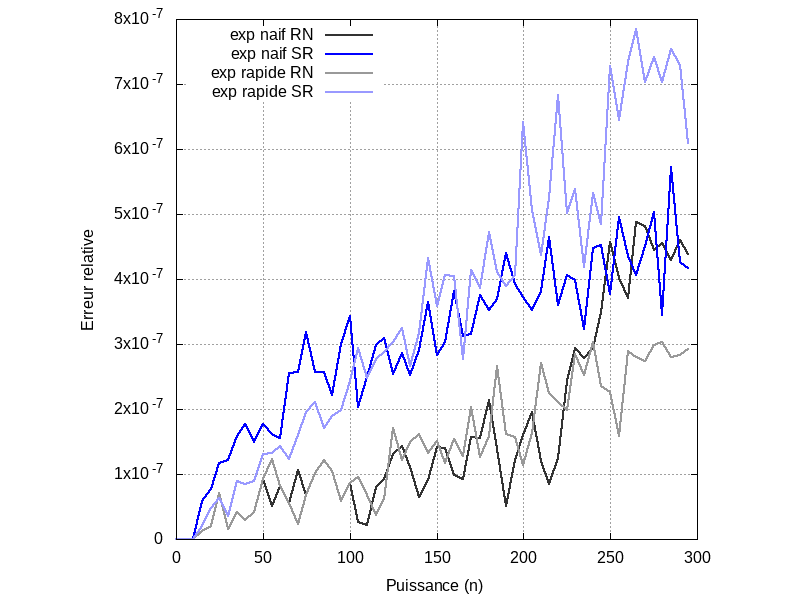 8x10-7
7x10-7
6x10-7
5x10-7
4x10-7
3x10-7
2x10-7
1x10-7
0
exp naif RN
exp naif SR
exp rapide RN
exp rapide SR
Erreur relative
0 50 100 150 200 250 300
Puissance (n)